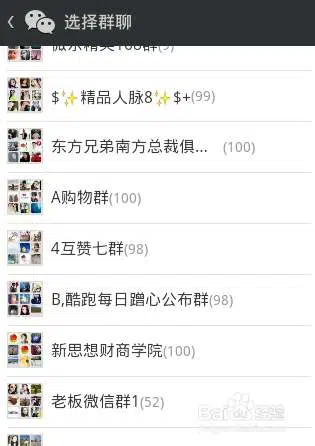 选择群聊
$✨精品人脉8✨$+(99)
东方兄弟南方总裁俱... (100)
A购物群(100)
4互赞七群(98)
B,酷跑每日蹭心公布群(98)
新思想财商学院(100)
老板微信群1(52)
Bai 百科经验